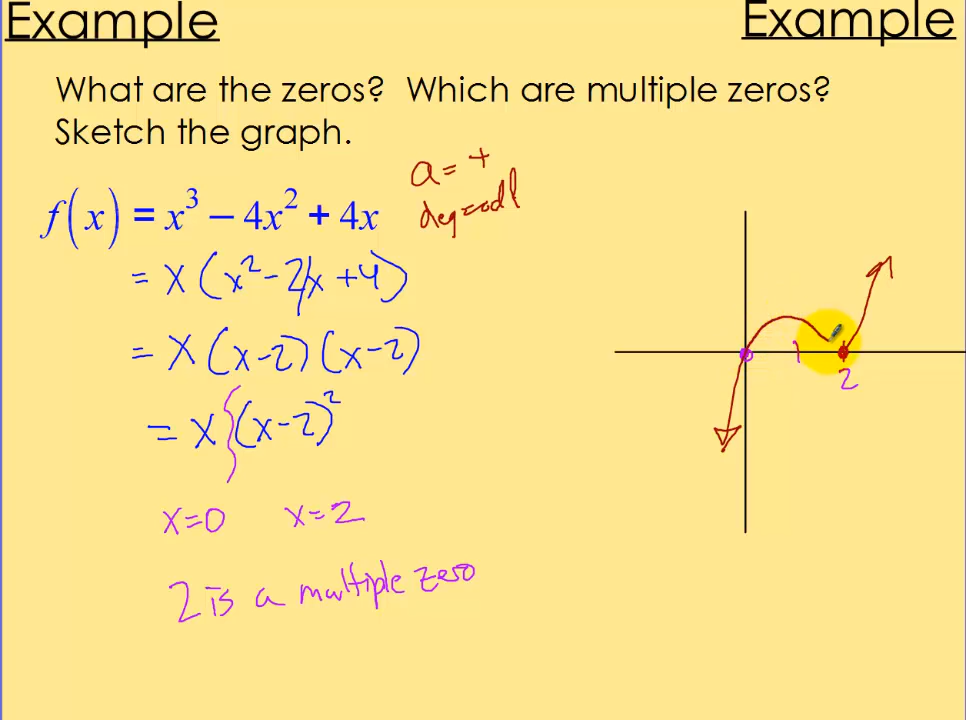 Example
Example
What are the zeros? Which are multiple zeros?
Sketch the graph.
a = +
deg = odd
f(x) = x³ − 4x² + 4x
= x(x² − 4x + 4)
= x(x−2)(x−2)
= x(x−2)²
x=0 x=2
2 is a multiple zero
1
2